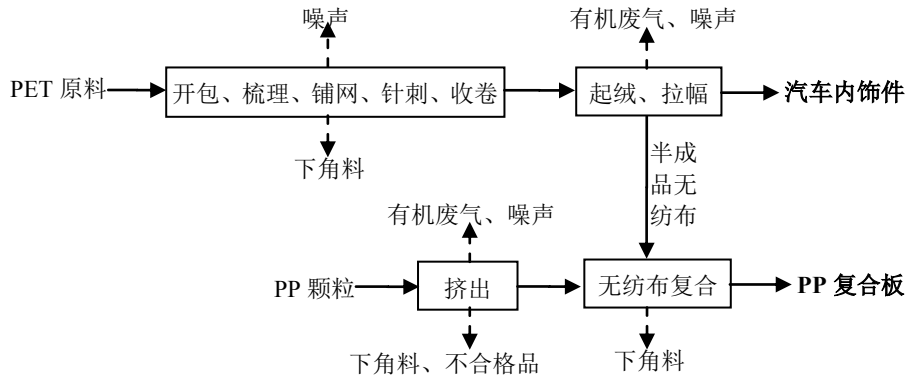 噪声
有机废气、噪声
PET 原料
开包、梳理、铺网、针刺、收卷
起绒、拉幅
汽车内饰件
下角料
半成
品无
纺布
有机废气、噪声
PP 颗粒
挤出
无纺布复合
PP 复合板
下角料、不合格品
下角料